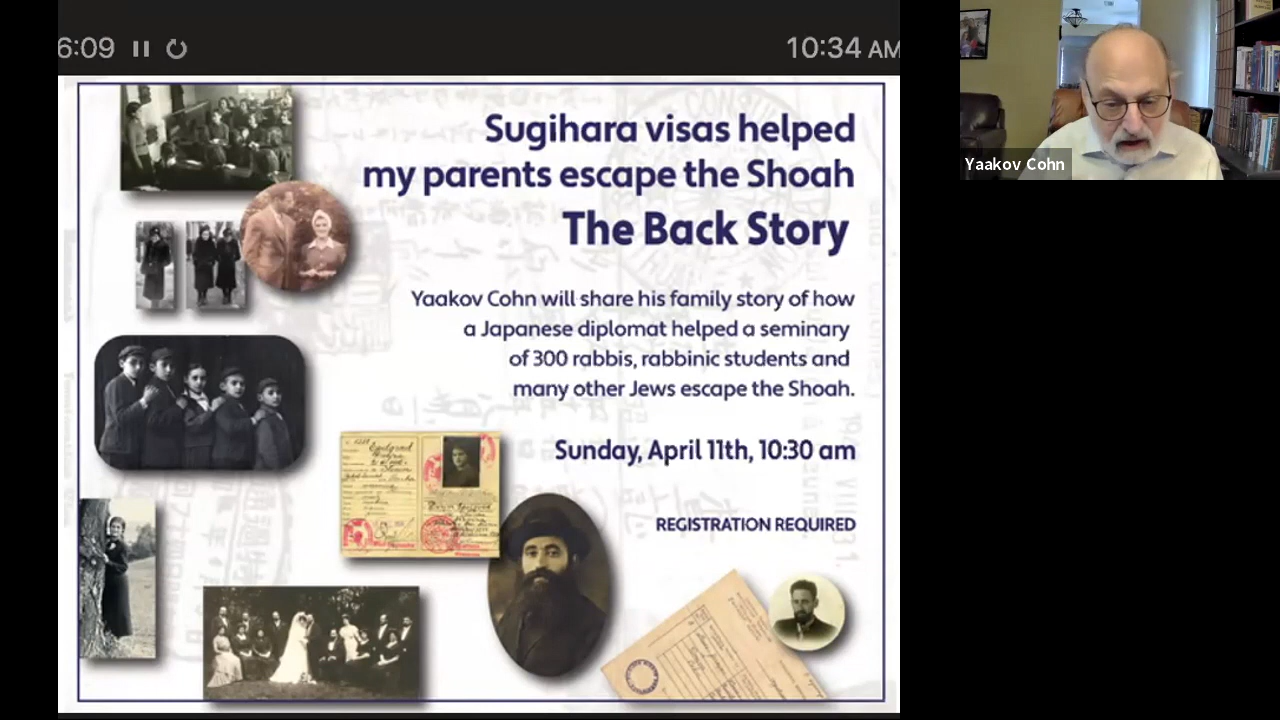 6:09
10:34 AM
Yaakov Cohn
Sugihara visas helped
my parents escape the Shoah
The Back Story
Yaakov Cohn will share his family story of how
a Japanese diplomat helped a seminary
of 300 rabbis, rabbinic students and
many other Jews escape the Shoah.
Sunday, April 11th, 10:30 am
REGISTRATION REQUIRED